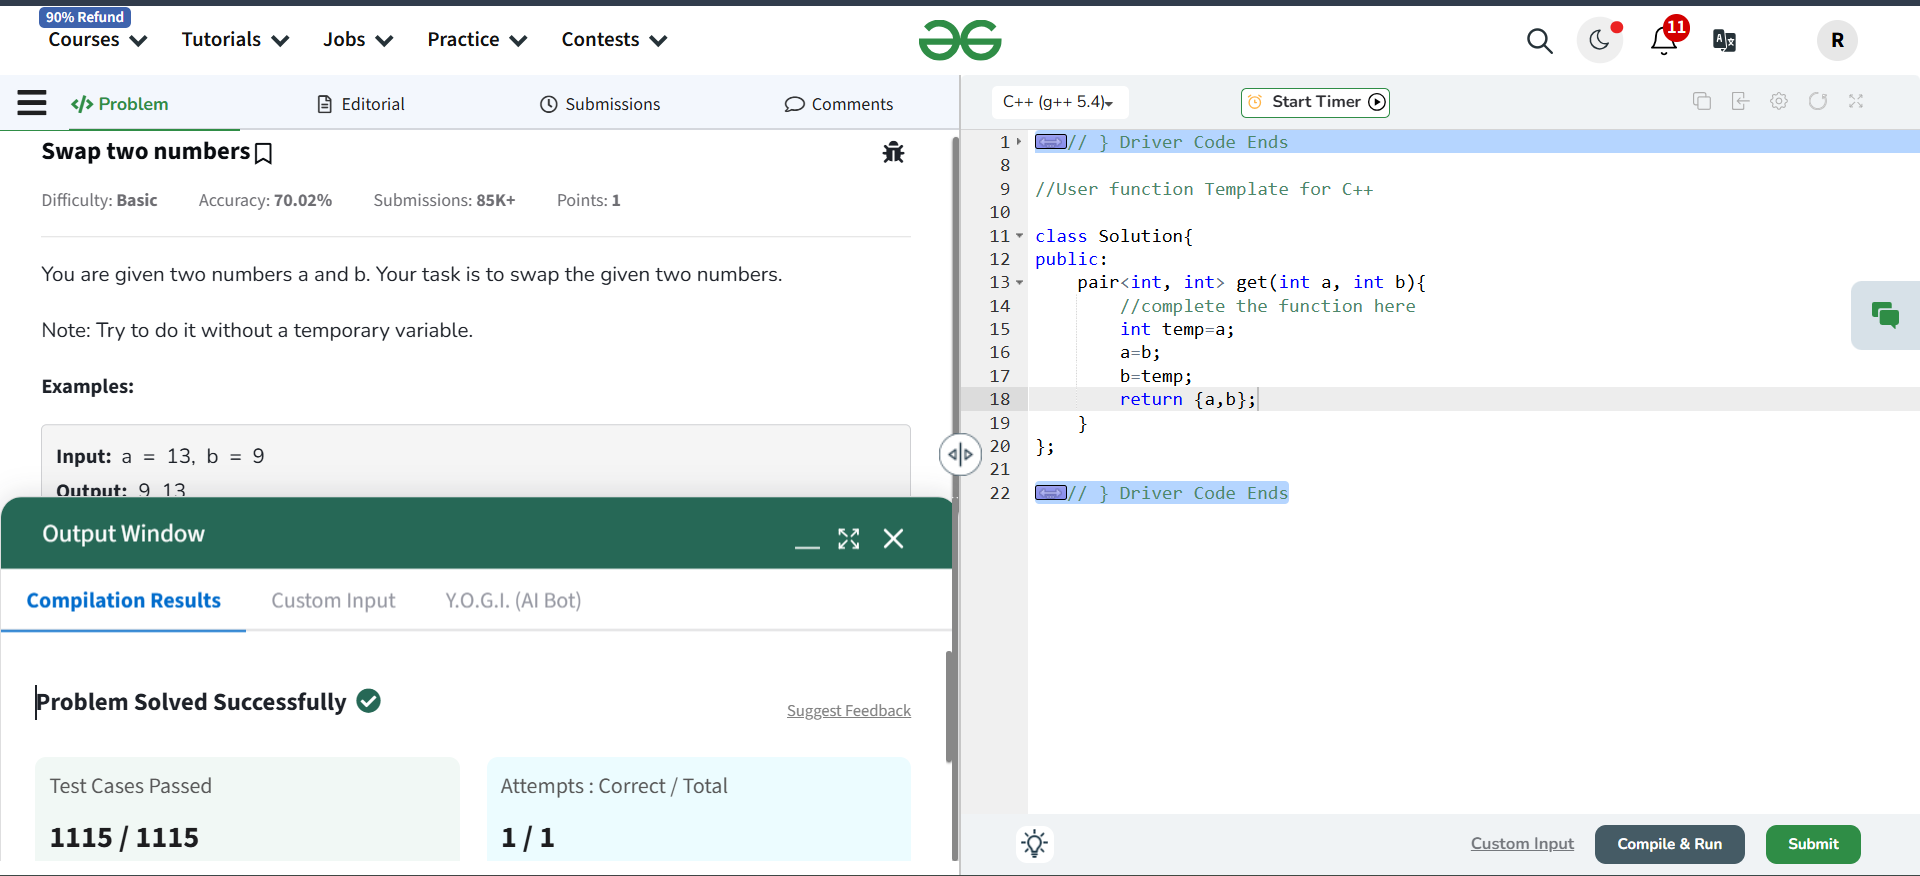 90% Refund
Courses Tutorials Jobs Practice Contests
11
R
</> Problem Editorial Submissions Comments
C++ (g++ 5.4) Start Timer
Swap two numbers
Difficulty: Basic Accuracy: 70.02% Submissions: 85K+ Points: 1
You are given two numbers a and b. Your task is to swap the given two numbers.
Note: Try to do it without a temporary variable.
Examples:
Input: a = 13, b = 9
Output: 9 13
Output Window
Compilation Results Custom Input Y.O.G.I. (AI Bot)
Problem Solved Successfully
Suggest Feedback
Test Cases Passed
1115 / 1115
Attempts : Correct / Total
1 / 1
1 // } Driver Code Ends
8
9 //User function Template for C++
10
11 class Solution{
12 public:
13 pair<int, int> get(int a, int b){
14 //complete the function here
15 int temp=a;
16 a=b;
17 b=temp;
18 return {a,b};
19 }
20 };
21
22 // } Driver Code Ends
Custom Input Compile & Run Submit